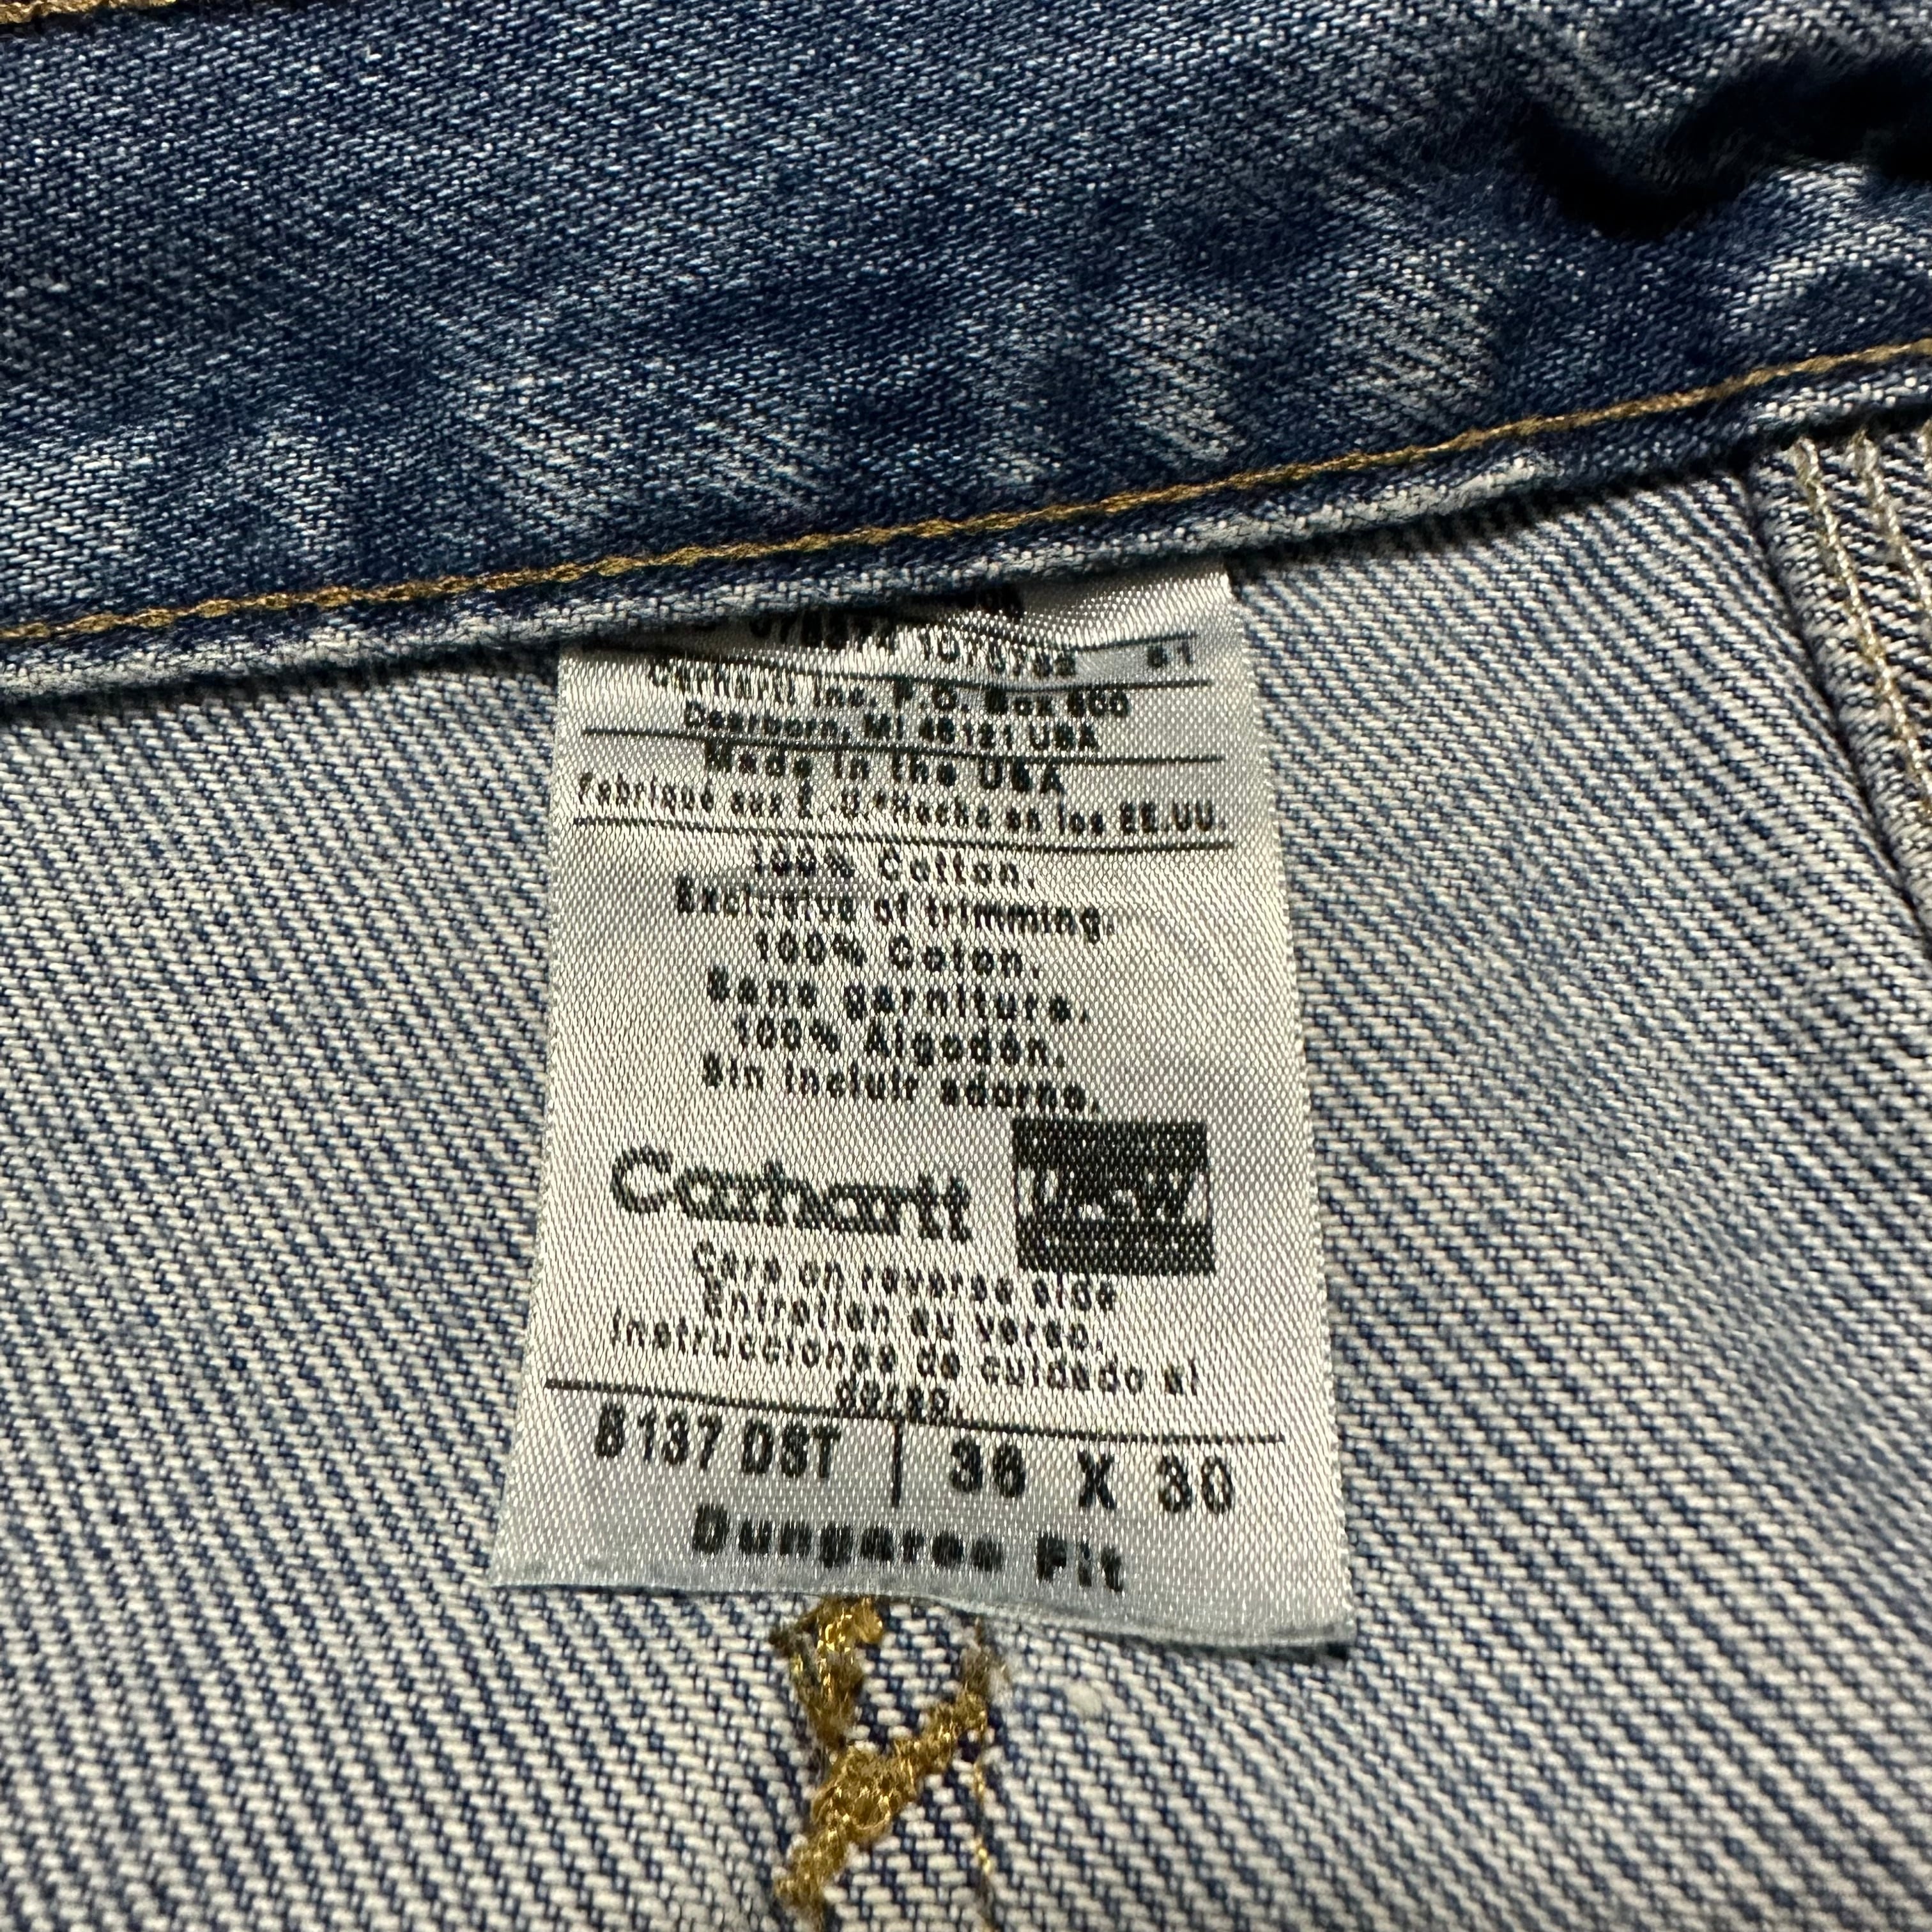 61
Carhartt Inc. P.O. Box 600
Dearborn, MI 48121 USA
Made in the USA
Fabriqué aux É.-U.•Hecho en los EE.UU
100% Cotton.
Exclusive of trimming.
100% Coton.
Sans garniture.
100% Algodón.
Sin incluir adorno.
Carhartt
Care on reverse side
Entretien au verso.
Instrucciones de cuidado al
dorso.
B137 DST | 36 X 30
Dungaree Fit